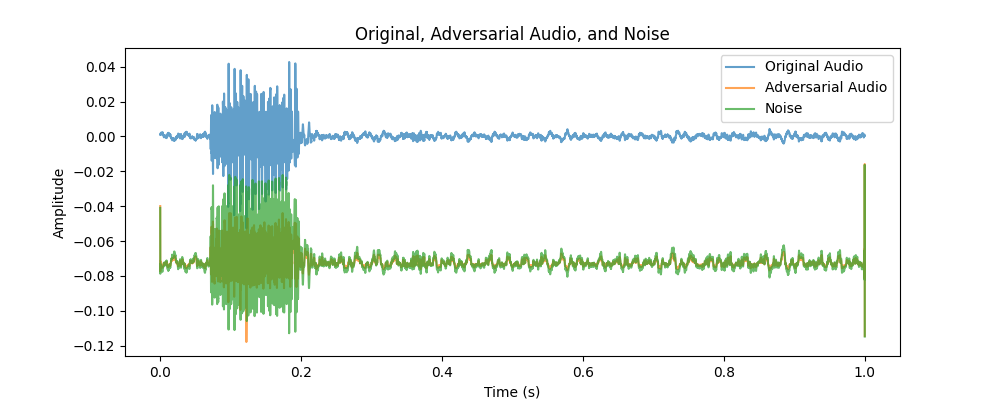 Original, Adversarial Audio, and Noise
Original Audio
Adversarial Audio
Noise
Amplitude
0.04
0.02
0.00
−0.02
−0.04
−0.06
−0.08
−0.10
−0.12
0.0 0.2 0.4 0.6 0.8 1.0
Time (s)